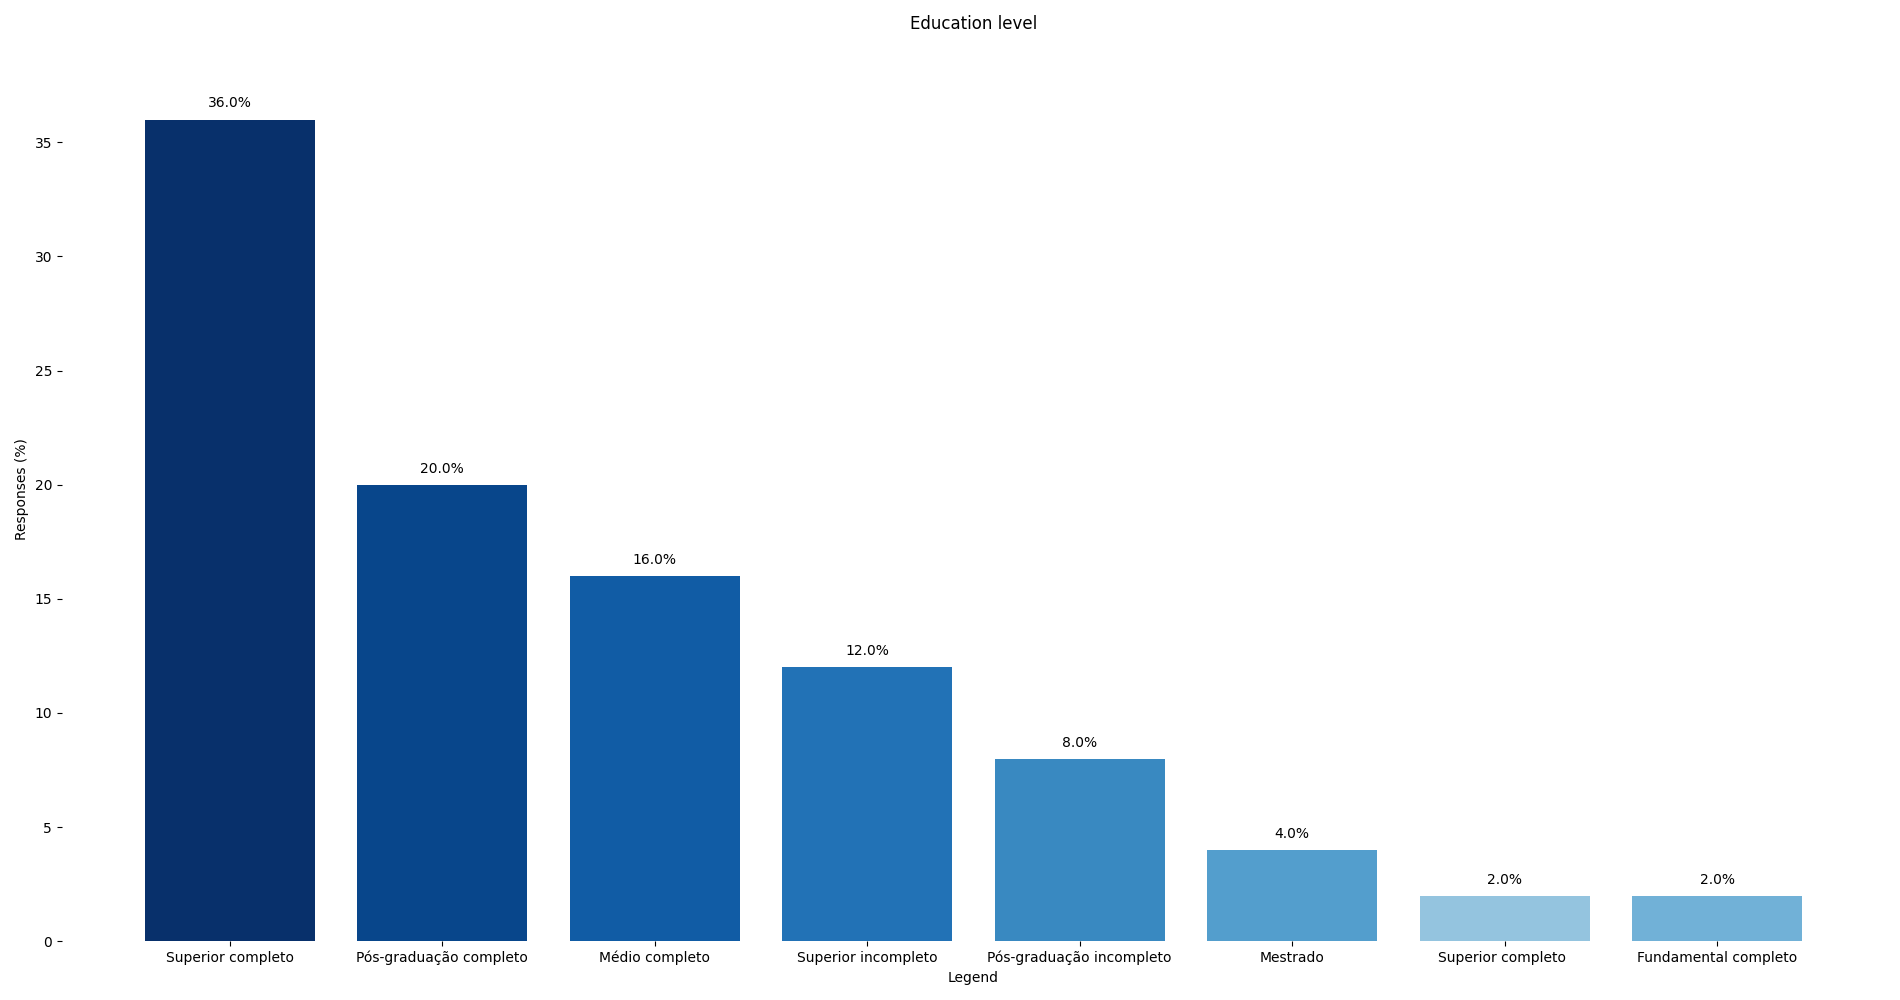 Education level
36.0%
35
30
25
20.0%
20
16.0%
15
12.0%
10
8.0%
5
4.0%
2.0%
2.0%
0
Responses (%)
Superior completo
Pós-graduação completo
Médio completo
Superior incompleto
Pós-graduação incompleto
Mestrado
Superior completo
Fundamental completo
Legend